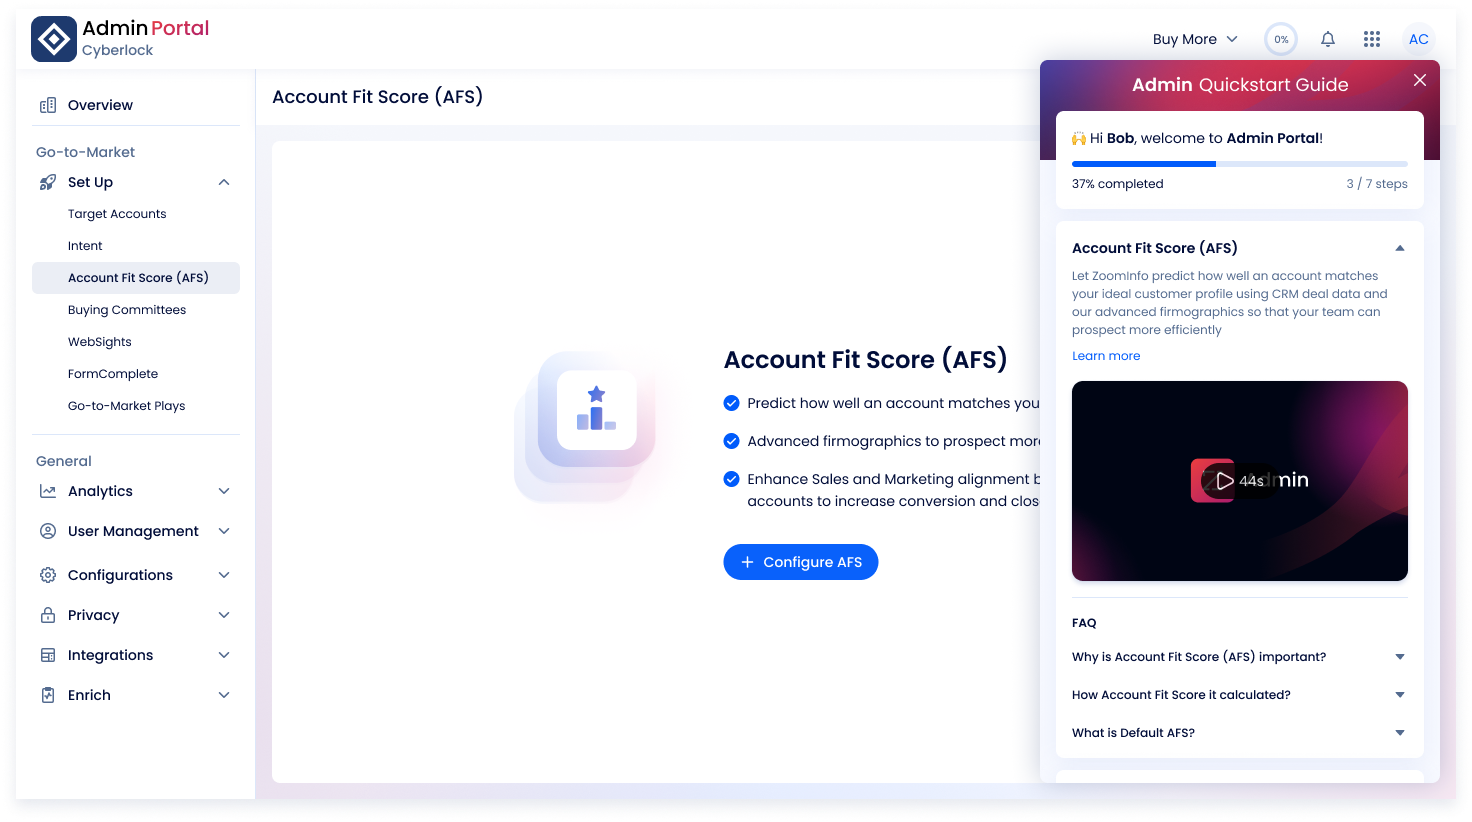 Admin Portal
Cyberlock
Buy More
0%
AC
Overview
Go-to-Market
Set Up
Target Accounts
Intent
Account Fit Score (AFS)
Buying Committees
WebSights
FormComplete
Go-to-Market Plays
General
Analytics
User Management
Configurations
Privacy
Integrations
Enrich
Account Fit Score (AFS)
Account Fit Score (AFS)
Predict how well an account matches you
Advanced firmographics to prospect
Enhance Sales and Marketing alignment
accounts to increase conversion and
Configure AFS
Admin Quickstart Guide
🙌 Hi Bob, welcome to Admin Portal!
37% completed
3 / 7 steps
Account Fit Score (AFS)
Let ZoomInfo predict how well an account matches
your ideal customer profile using CRM deal data and
our advanced firmographics so that your team can
prospect more efficiently
Learn more
44s
FAQ
Why is Account Fit Score (AFS) important?
How Account Fit Score it calculated?
What is Default AFS?